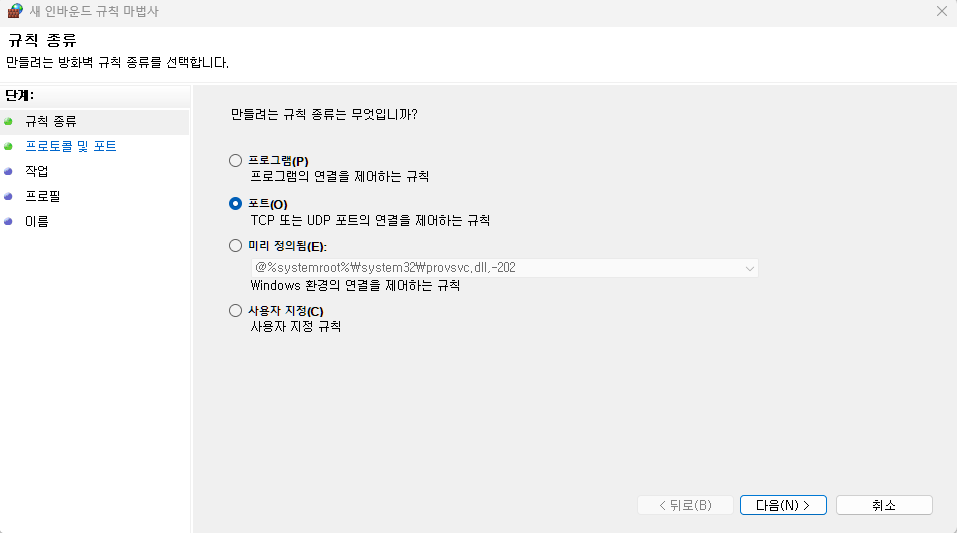 새 인바운드 규칙 마법사
규칙 종류
만들려는 방화벽 규칙 종류를 선택합니다.
단계:
규칙 종류
프로토콜 및 포트
작업
프로필
이름
만들려는 규칙 종류는 무엇입니까?
프로그램(P)
프로그램의 연결을 제어하는 규칙
포트(O)
TCP 또는 UDP 포트의 연결을 제어하는 규칙
미리 정의됨(E):
@%systemroot%₩system32₩provsvc,dll,-202
Windows 환경의 연결을 제어하는 규칙
사용자 지정(C)
사용자 지정 규칙
< 뒤로(B)
다음(N) >
취소